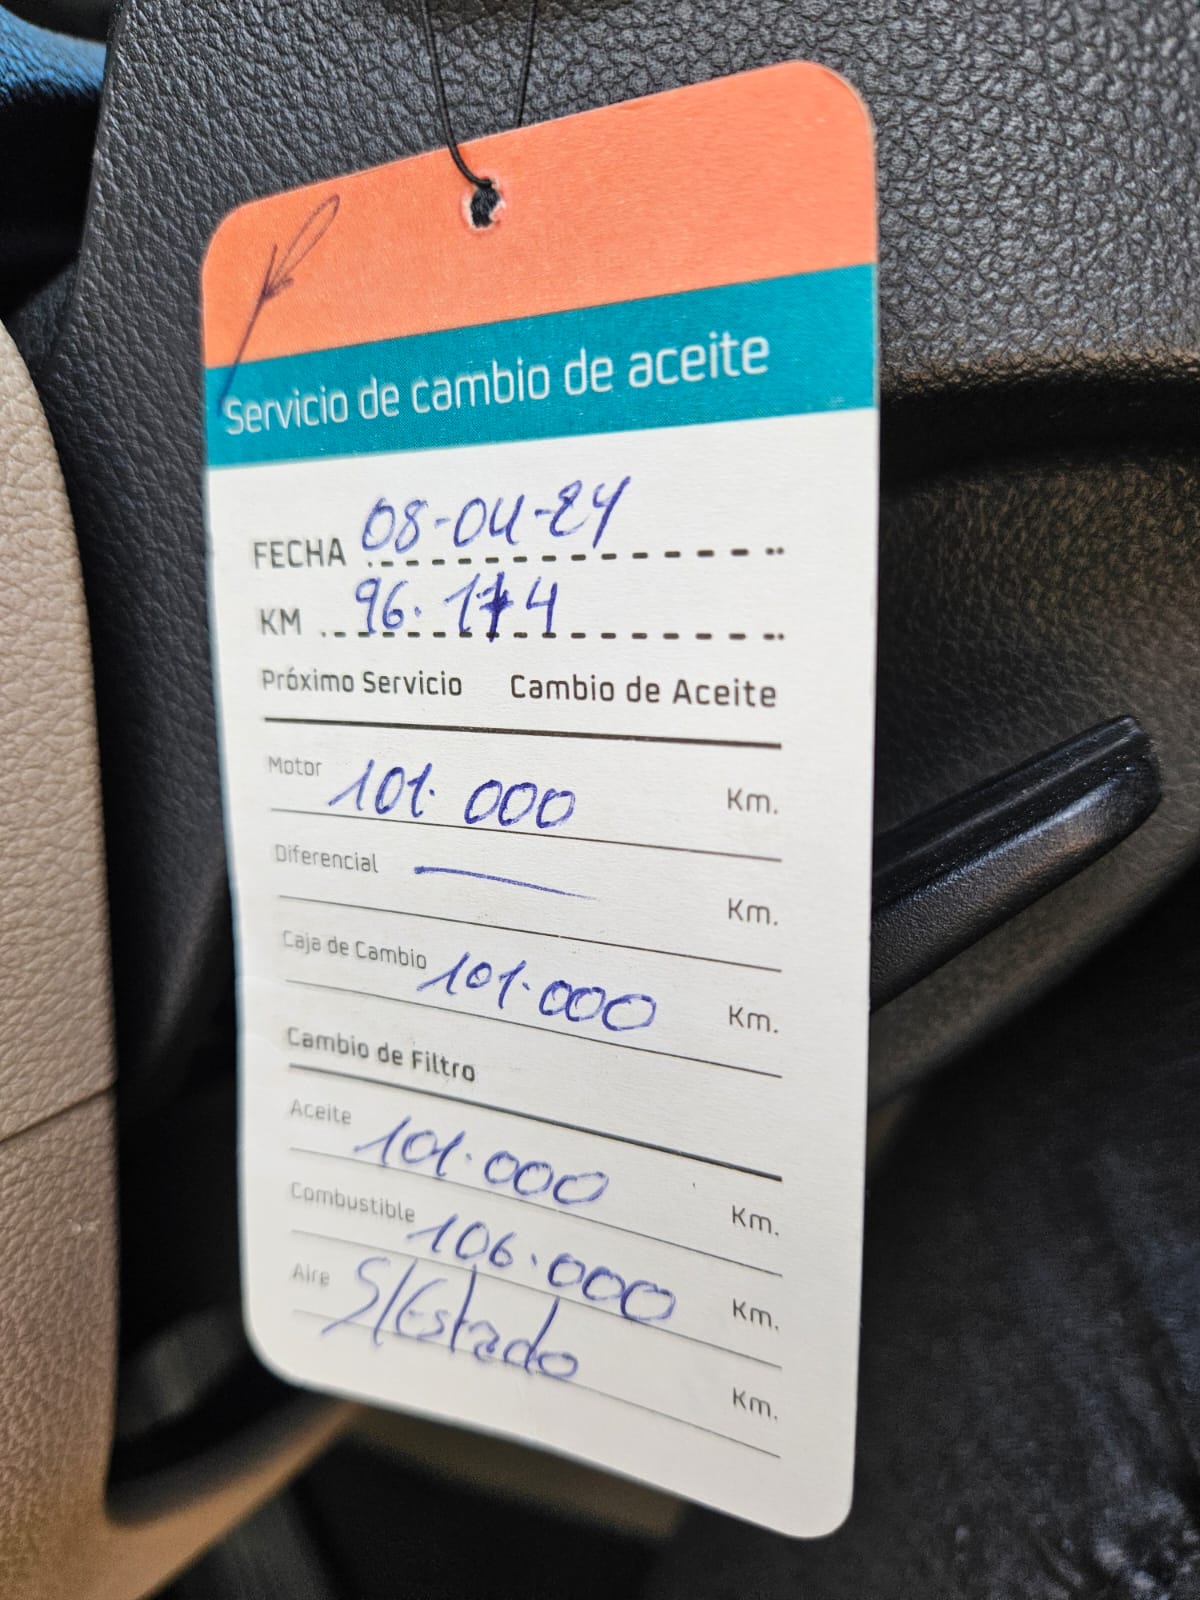 Servicio de cambio de aceite
FECHA 08-04-24
KM 96.174
Próximo Servicio Cambio de Aceite
Motor 101.000 Km.
Diferencial — Km.
Caja de Cambio 101.000 Km.
Cambio de Filtro
Aceite 101.000 Km.
Combustible 106.000 Km.
Aire S/Estado Km.